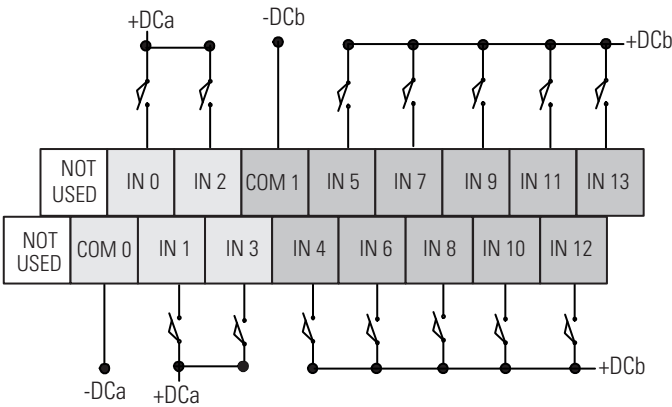 +DCa
-DCb
+DCb
NOT USED IN 0 IN 2 COM 1 IN 5 IN 7 IN 9 IN 11 IN 13
NOT USED COM 0 IN 1 IN 3 IN 4 IN 6 IN 8 IN 10 IN 12
-DCa
+DCa
+DCb